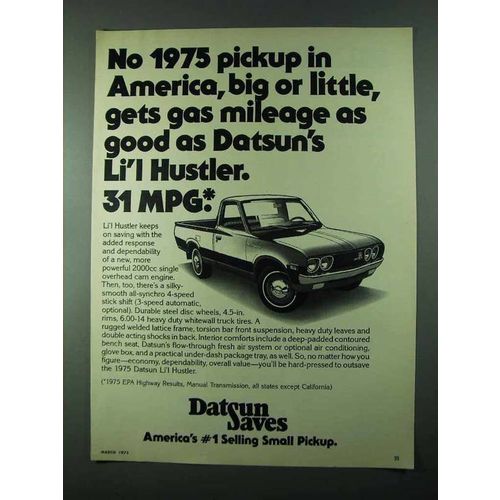 No 1975 pickup in
America, big or little,
gets gas mileage as
good as Datsun's
Li'l Hustler.
31 MPG.*
Li'l Hustler keeps
on saving with the
added response
and dependability
of a new, more
powerful 2000cc single
overhead cam engine.
Then, too, there's a silky-
smooth all-synchro 4-speed
stick shift (3-speed automatic,
optional). Durable steel disc wheels, 4.5-in.
rims, 6.00-14 heavy duty whitewall truck tires. A
rugged welded lattice frame, torsion bar front suspension, heavy duty leaves and
double acting shocks in back. Interior comforts include a deep-padded contoured
bench seat, Datsun's flow-through fresh air system or optional air conditioning,
glove box, and a practical under-dash package tray, as well. So, no matter how you
figure—economy, dependability, overall value—you'll be hard-pressed to outsave
the 1975 Datsun Li'l Hustler.
(*1975 EPA Highway Results, Manual Transmission, all states except California)
Datsun
Saves
America's #1 Selling Small Pickup.
MARCH 1975